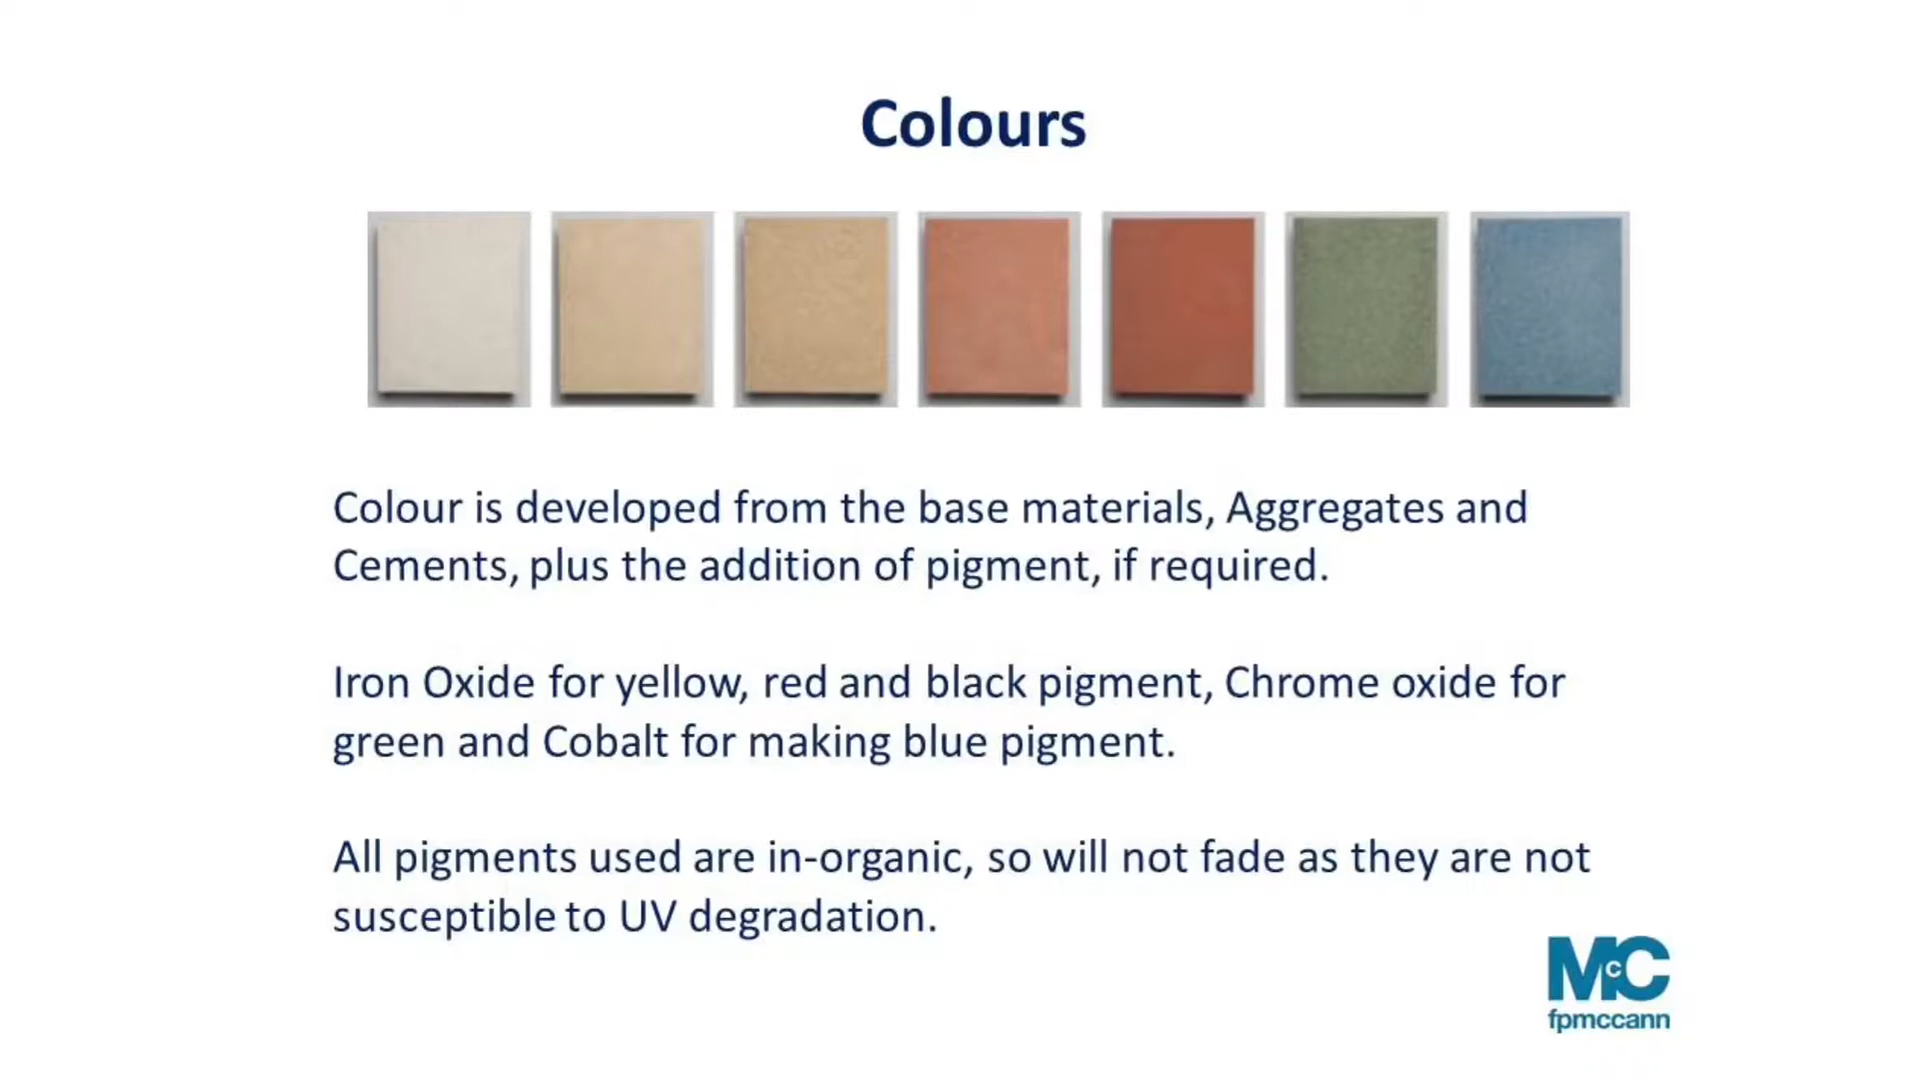 Colours
Colour is developed from the base materials, Aggregates and
Cements, plus the addition of pigment, if required.
Iron Oxide for yellow, red and black pigment, Chrome oxide for
green and Cobalt for making blue pigment.
All pigments used are in-organic, so will not fade as they are not
susceptible to UV degradation.
McC
fpmccann